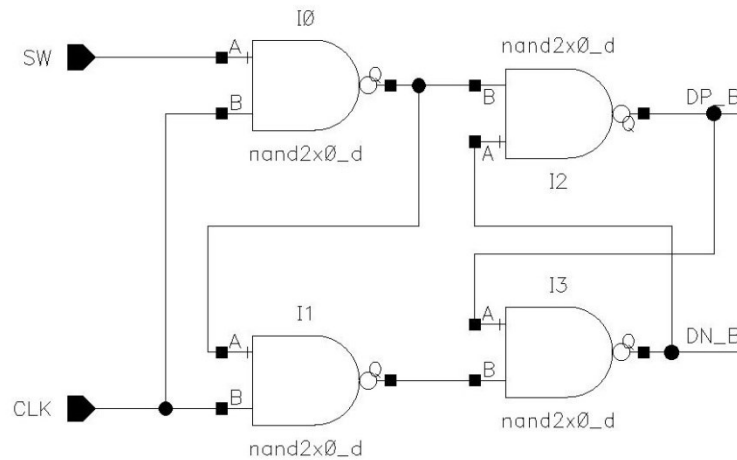 I0
nand2x0_d
SW
A
Q
B
B
DP_B
Q
A
nand2x0_d
I2
I3
I1
A
Q
DN_B
A
Q
B
B
CLK
nand2x0_d
nand2x0_d